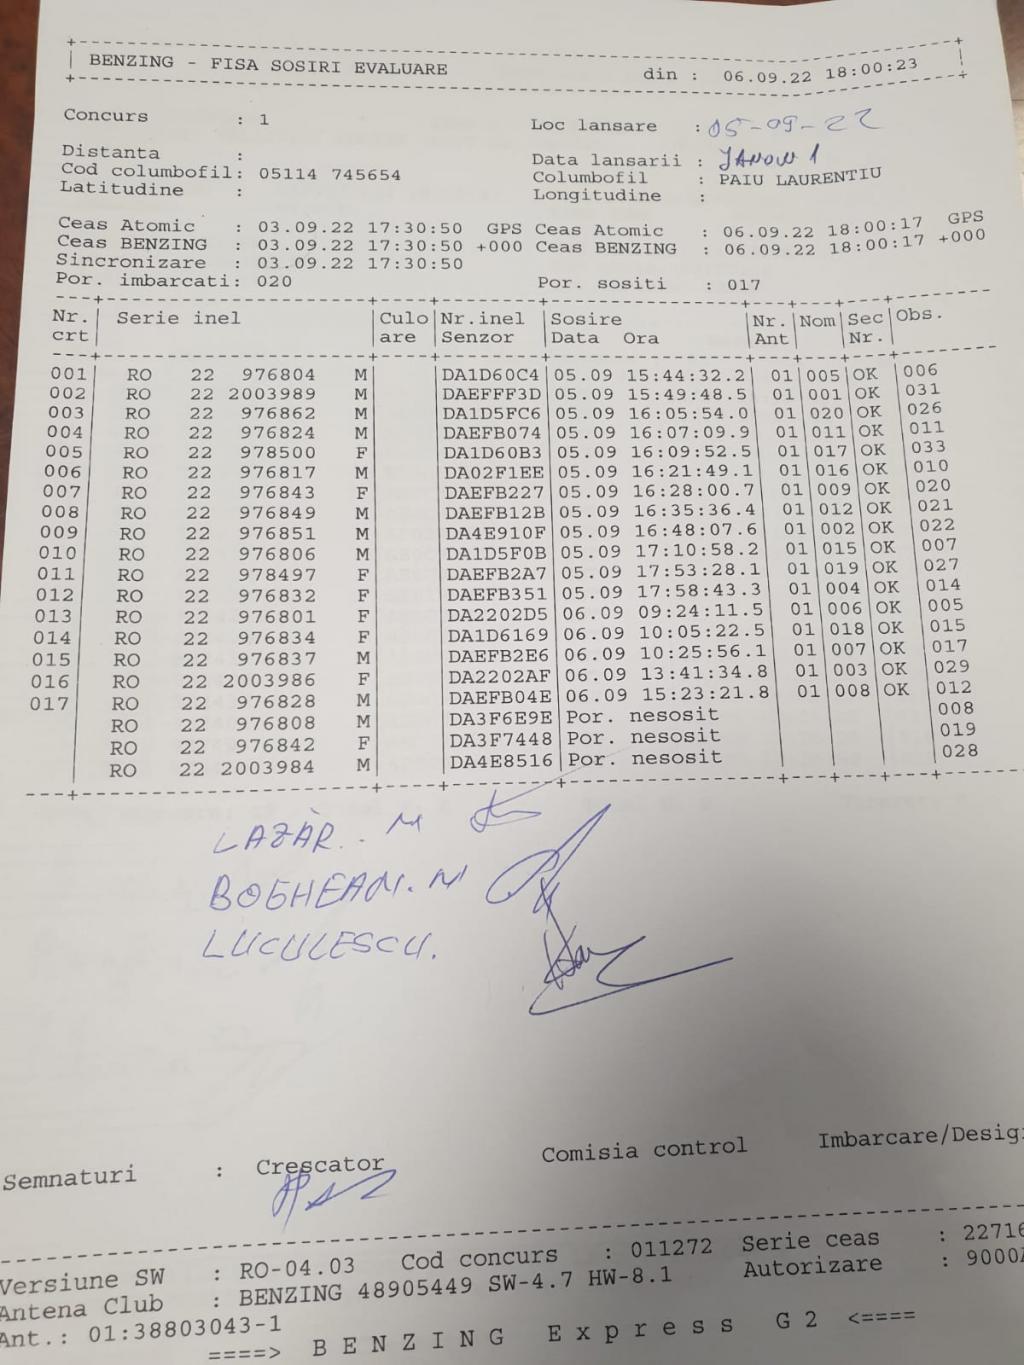 BENZING - FISA SOSIRI EVALUARE din : 06.09.22 18:00:23
Concurs : 1 Loc lansare : 05-09-22
Distanta : Data lansarii : JANOW 1
Cod columbofil: 05114 745654 Columbofil : PAIU LAURENTIU
Latitudine : Longitudine :
Ceas Atomic : 03.09.22 17:30:50 GPS Ceas Atomic : 06.09.22 18:00:17 GPS
Ceas BENZING : 03.09.22 17:30:50 +000 Ceas BENZING : 06.09.22 18:00:17 +000
Sincronizare : 03.09.22 17:30:50
Por. imbarcati: 020 Por. sositi : 017
Nr. Serie inel Culo Nr.inel Sosire Nr. Nom Sec Obs.
crt are Senzor Data Ora Ant Nr.
001 RO 22 976804 M DA1D60C4 05.09 15:44:32.2 01 005 OK 006
002 RO 22 2003989 M DAEFFF3D 05.09 15:49:48.5 01 001 OK 031
003 RO 22 976862 M DA1D5FC6 05.09 16:05:54.0 01 020 OK 026
004 RO 22 976824 M DAEFB074 05.09 16:07:09.9 01 011 OK 011
005 RO 22 978500 F DA1D60B3 05.09 16:09:52.5 01 017 OK 033
006 RO 22 976817 M DA02F1EE 05.09 16:21:49.1 01 016 OK 010
007 RO 22 976843 F DAEFB227 05.09 16:28:00.7 01 009 OK 020
008 RO 22 976849 M DAEFB12B 05.09 16:35:36.4 01 012 OK 021
009 RO 22 976851 M DA4E910F 05.09 16:48:07.6 01 002 OK 022
010 RO 22 976806 M DA1D5F0B 05.09 17:10:58.2 01 015 OK 007
011 RO 22 978497 F DAEFB2A7 05.09 17:53:28.1 01 019 OK 027
012 RO 22 976832 F DAEFB351 05.09 17:58:43.3 01 004 OK 014
013 RO 22 976801 F DA2202D5 06.09 09:24:11.5 01 006 OK 005
014 RO 22 976834 F DA1D6169 06.09 10:05:22.5 01 018 OK 015
015 RO 22 976837 M DAEFB2E6 06.09 10:25:56.1 01 007 OK 017
016 RO 22 2003986 F DA2202AF 06.09 13:41:34.8 01 003 OK 029
017 RO 22 976828 M DAEFB04E 06.09 15:23:21.8 01 008 OK 012
RO 22 976808 M DA3F6E9E Por. nesosit 008
RO 22 976842 F DA3F7448 Por. nesosit 019
RO 22 2003984 M DA4E8516 Por. nesosit 028
LAZĂR. M
BOGHEAN. M
LUCULESCU.
Semnaturi : Crescator Comisia control Imbarcare/Desig
Versiune SW : RO-04.03 Cod concurs : 011272 Serie ceas : 22716
Antena Club : BENZING 48905449 SW-4.7 HW-8.1 Autorizare : 9000
Ant.: 01:38803043-1
====> BENZING Express G2 <====